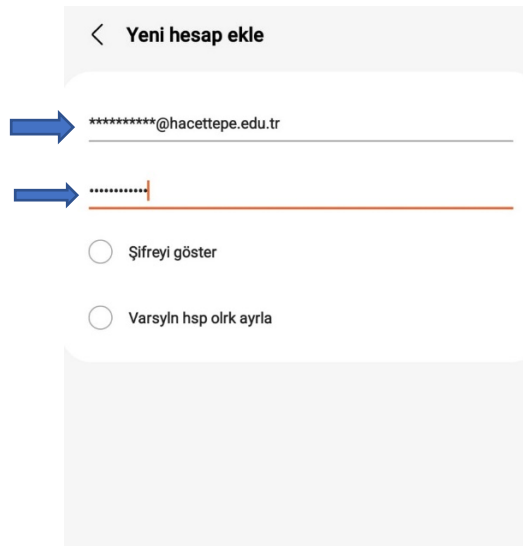 Yeni hesap ekle
**********@hacettepe.edu.tr
••••••••••••
Şifreyi göster
Varsyln hsp olrk ayrla